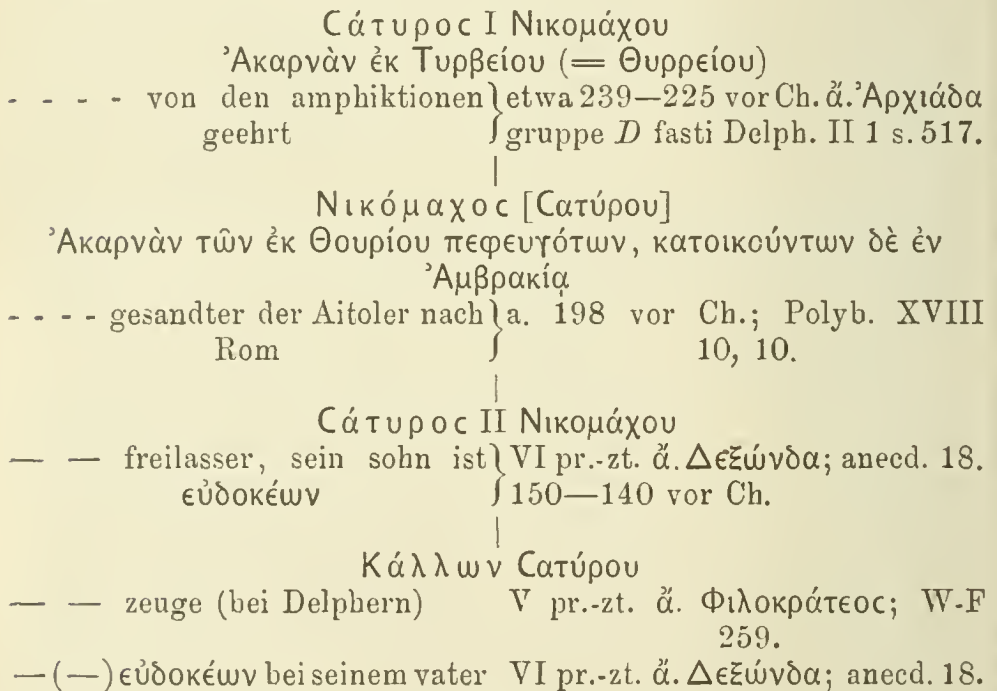 Cάτυρος I Νικομάχου
Ἀκαρνὰν ἐκ Τυρβείου (= Θυρρείου)
- - - - von den amphiktionen } etwa 239—225 vor Ch. ἄ. Ἀρχιάδα
geehrt } gruppe D fasti Delph. II 1 s. 517.
|
Νικόμαχος [Cατύρου]
Ἀκαρνὰν τῶν ἐκ Θουρίου πεφευγότων, κατοικούντων δὲ ἐν
Ἀμβρακίᾳ
- - - - gesandter der Aitoler nach } a. 198 vor Ch.; Polyb. XVIII
Rom } 10, 10.
|
Cάτυρος II Νικομάχου
— — freilasser, sein sohn ist } VI pr.-zt. ἄ. Δεξώνδα; anecd. 18.
εὐδοκέων } 150—140 vor Ch.
|
Κάλλων Cατύρου
— — zeuge (bei Delphern) V pr.-zt. ἄ. Φιλοκράτεος; W-F
259.
— (—) εὐδοκέων bei seinem vater VI pr.-zt. ἄ. Δεξώνδα; anecd. 18.